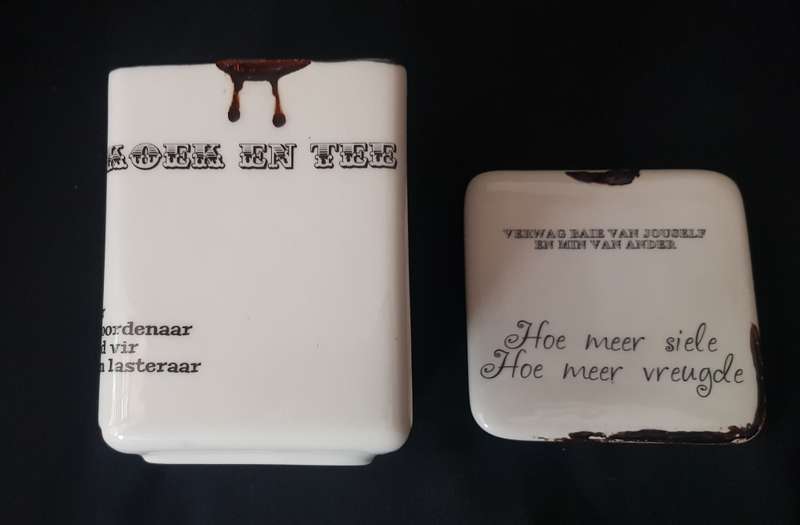 KOEK EN TEE
oordenaar
d vir
lasteraar
VERWAG BAIE VAN JOUSELF
EN MIN VAN ANDER
Hoe meer siele
Hoe meer vreugde